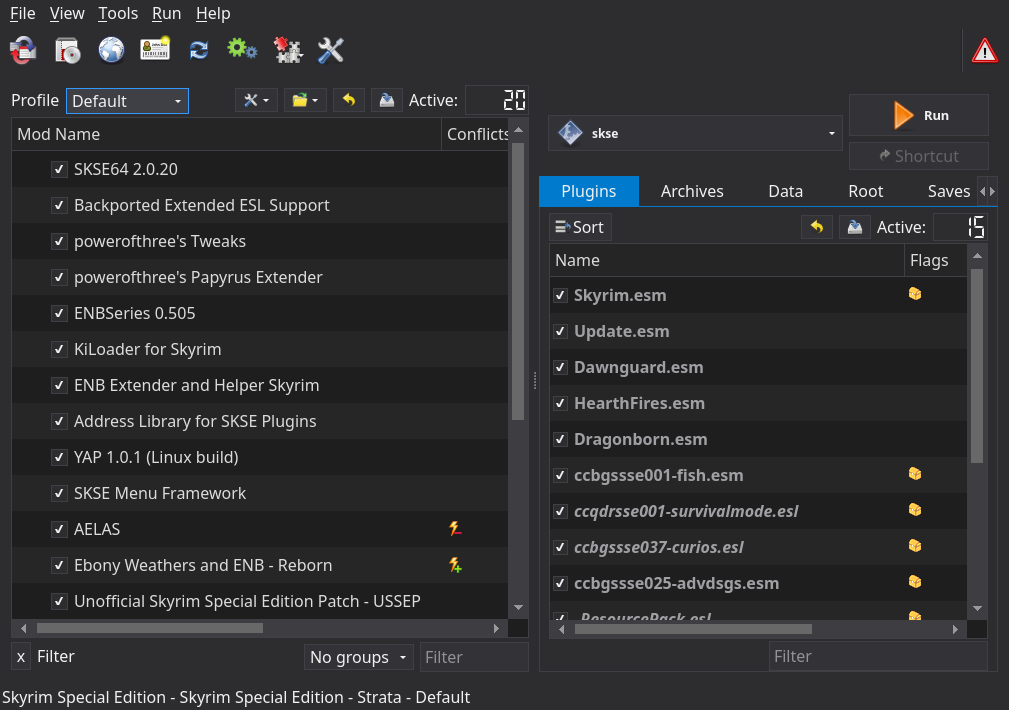 File View Tools Run Help
Profile Default Active: 20
Mod Name Conflicts
SKSE64 2.0.20
Backported Extended ESL Support
powerofthree's Tweaks
powerofthree's Papyrus Extender
ENBSeries 0.505
KiLoader for Skyrim
ENB Extender and Helper Skyrim
Address Library for SKSE Plugins
YAP 1.0.1 (Linux build)
SKSE Menu Framework
AELAS
Ebony Weathers and ENB - Reborn
Unofficial Skyrim Special Edition Patch - USSEP
x Filter No groups Filter
skse
Run
Shortcut
Plugins Archives Data Root Saves
Sort Active: 15
Name Flags
Skyrim.esm
Update.esm
Dawnguard.esm
HearthFires.esm
Dragonborn.esm
ccbgssse001-fish.esm
ccqdrsse001-survivalmode.esl
ccbgssse037-curios.esl
ccbgssse025-advdsgs.esm
_ResourcePack.esl
Filter
Skyrim Special Edition - Skyrim Special Edition - Strata - Default